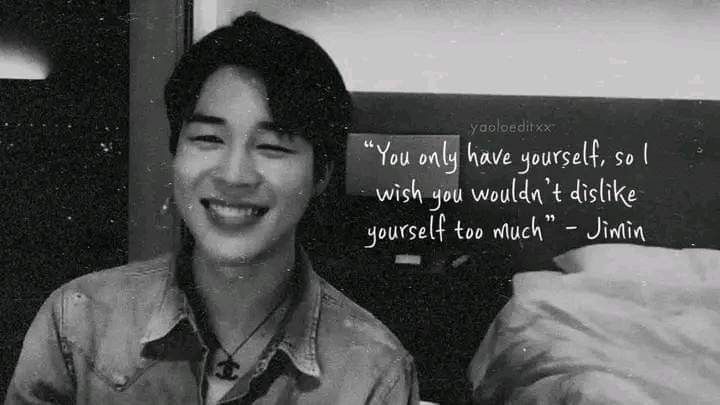 yaoloeditxx
“You only have yourself, so I
wish you wouldn't dislike
yourself too much” - Jimin